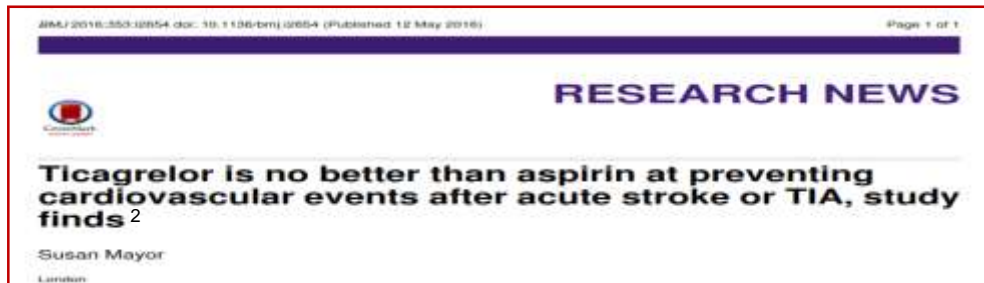 BMJ 2016;353:i2654 doi: 10.1136/bmj.i2654 (Published 12 May 2016) Page 1 of 1
RESEARCH NEWS
CrossMark
Ticagrelor is no better than aspirin at preventing
cardiovascular events after acute stroke or TIA, study
finds 2
Susan Mayor
London